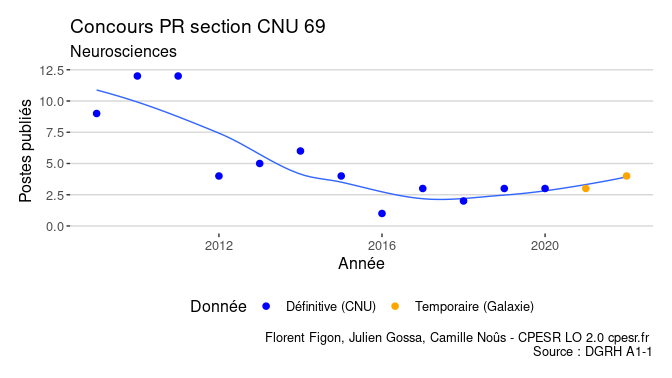 Concours PR section CNU 69
Neurosciences
Postes publiés
12.5
10.0
7.5
5.0
2.5
0.0
2012 2016 2020
Année
Donnée Définitive (CNU) Temporaire (Galaxie)
Florent Figon, Julien Gossa, Camille Noûs - CPESR LO 2.0 cpesr.fr
Source : DGRH A1-1